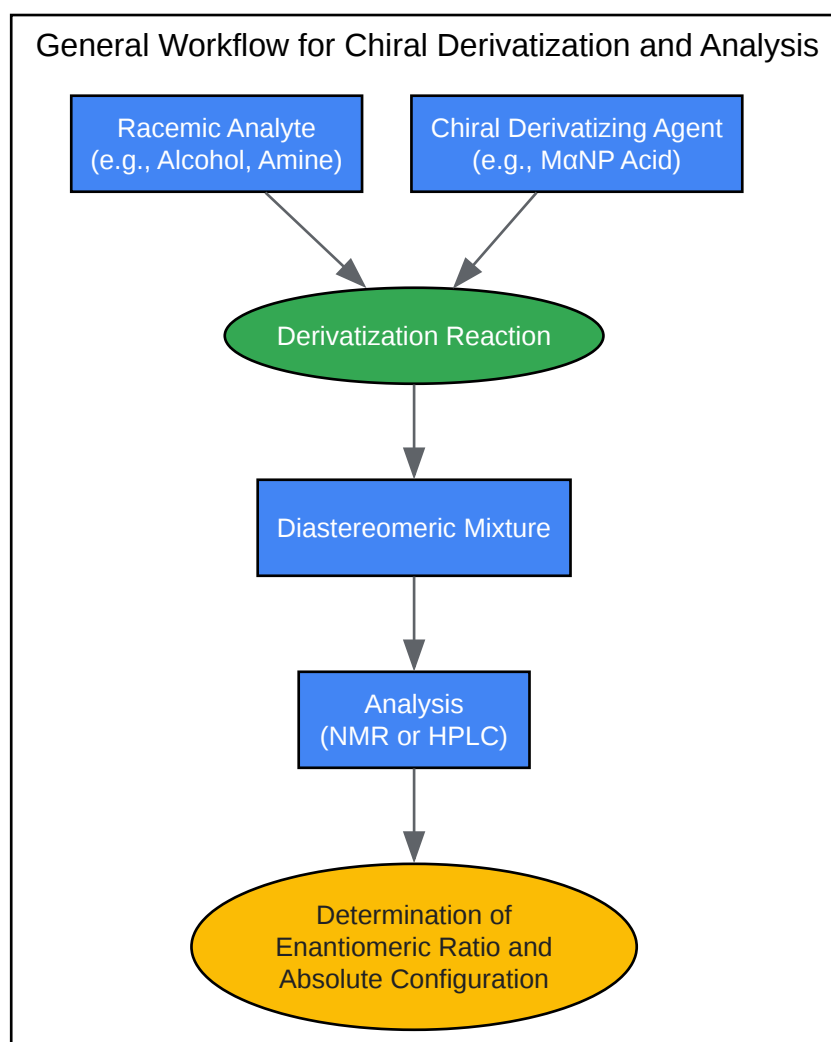 General Workflow for Chiral Derivatization and Analysis
Racemic Analyte
(e.g., Alcohol, Amine)
Chiral Derivatizing Agent
(e.g., MαNP Acid)
Derivatization Reaction
Diastereomeric Mixture
Analysis
(NMR or HPLC)
Determination of
Enantiomeric Ratio and
Absolute Configuration